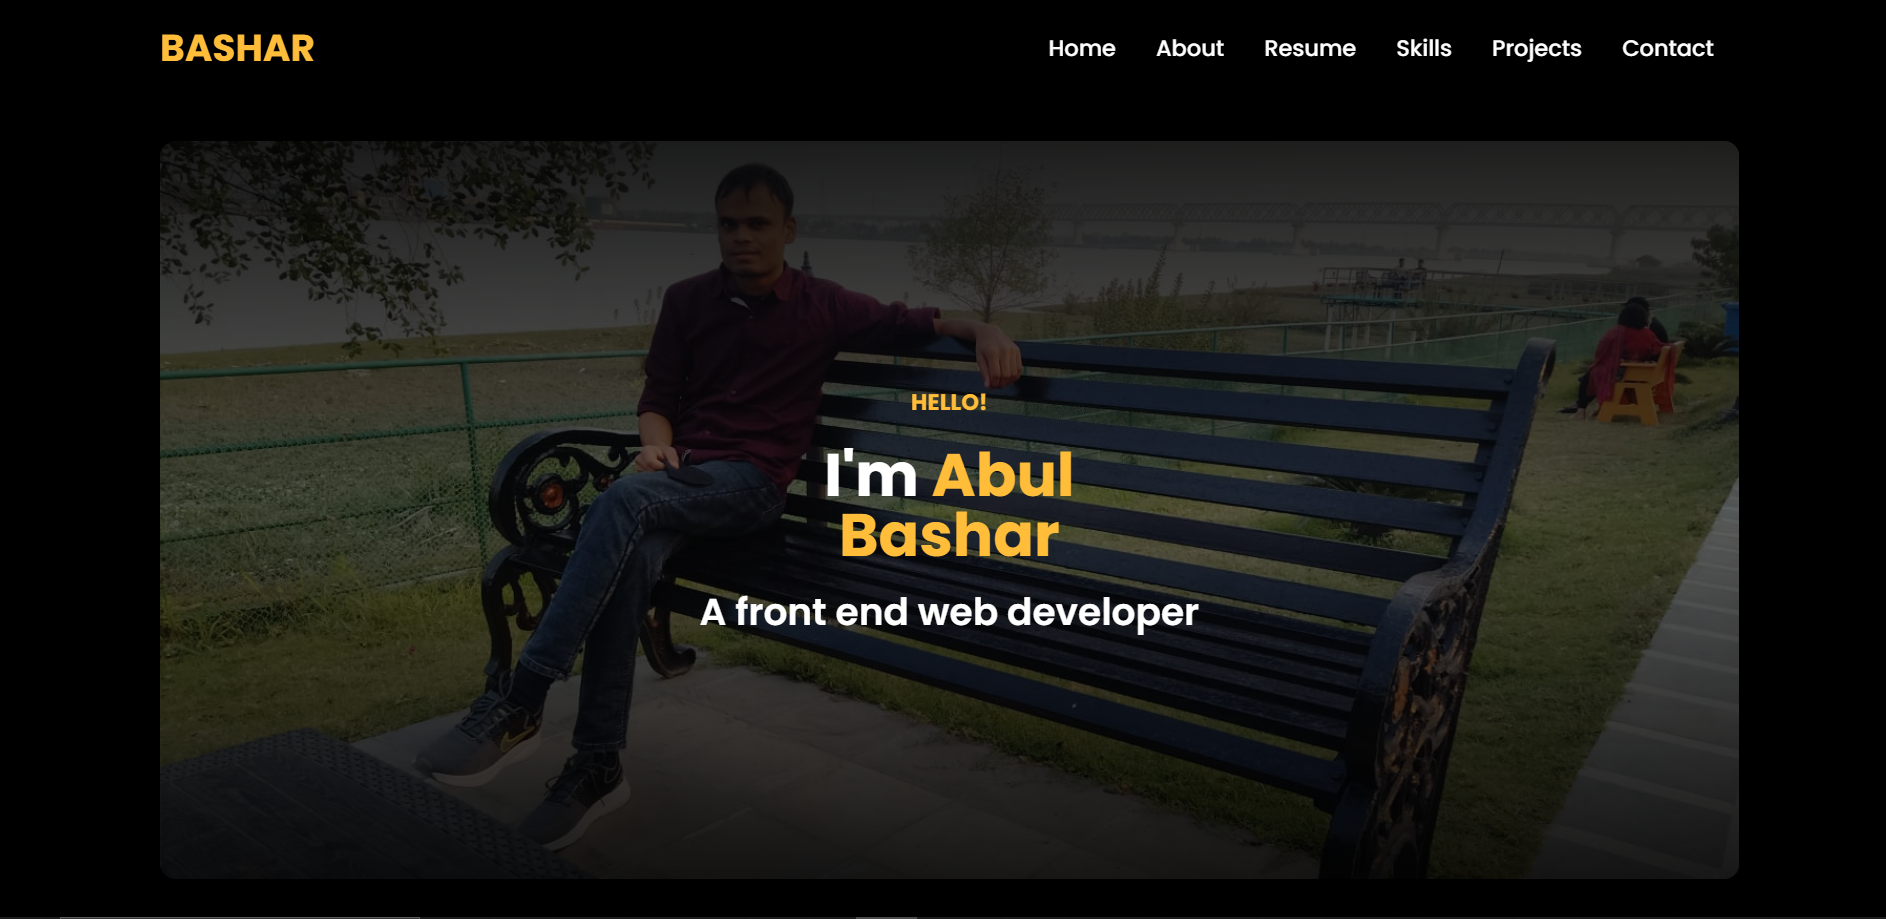 BASHAR
Home About Resume Skills Projects Contact
HELLO!
I'm Abul
Bashar
A front end web developer